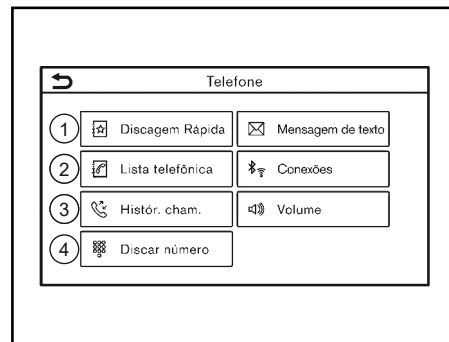 Telefone
1 Discagem Rápida Mensagem de texto
2 Lista telefônica Conexões
3 Histór. cham. Volume
4 Discar número